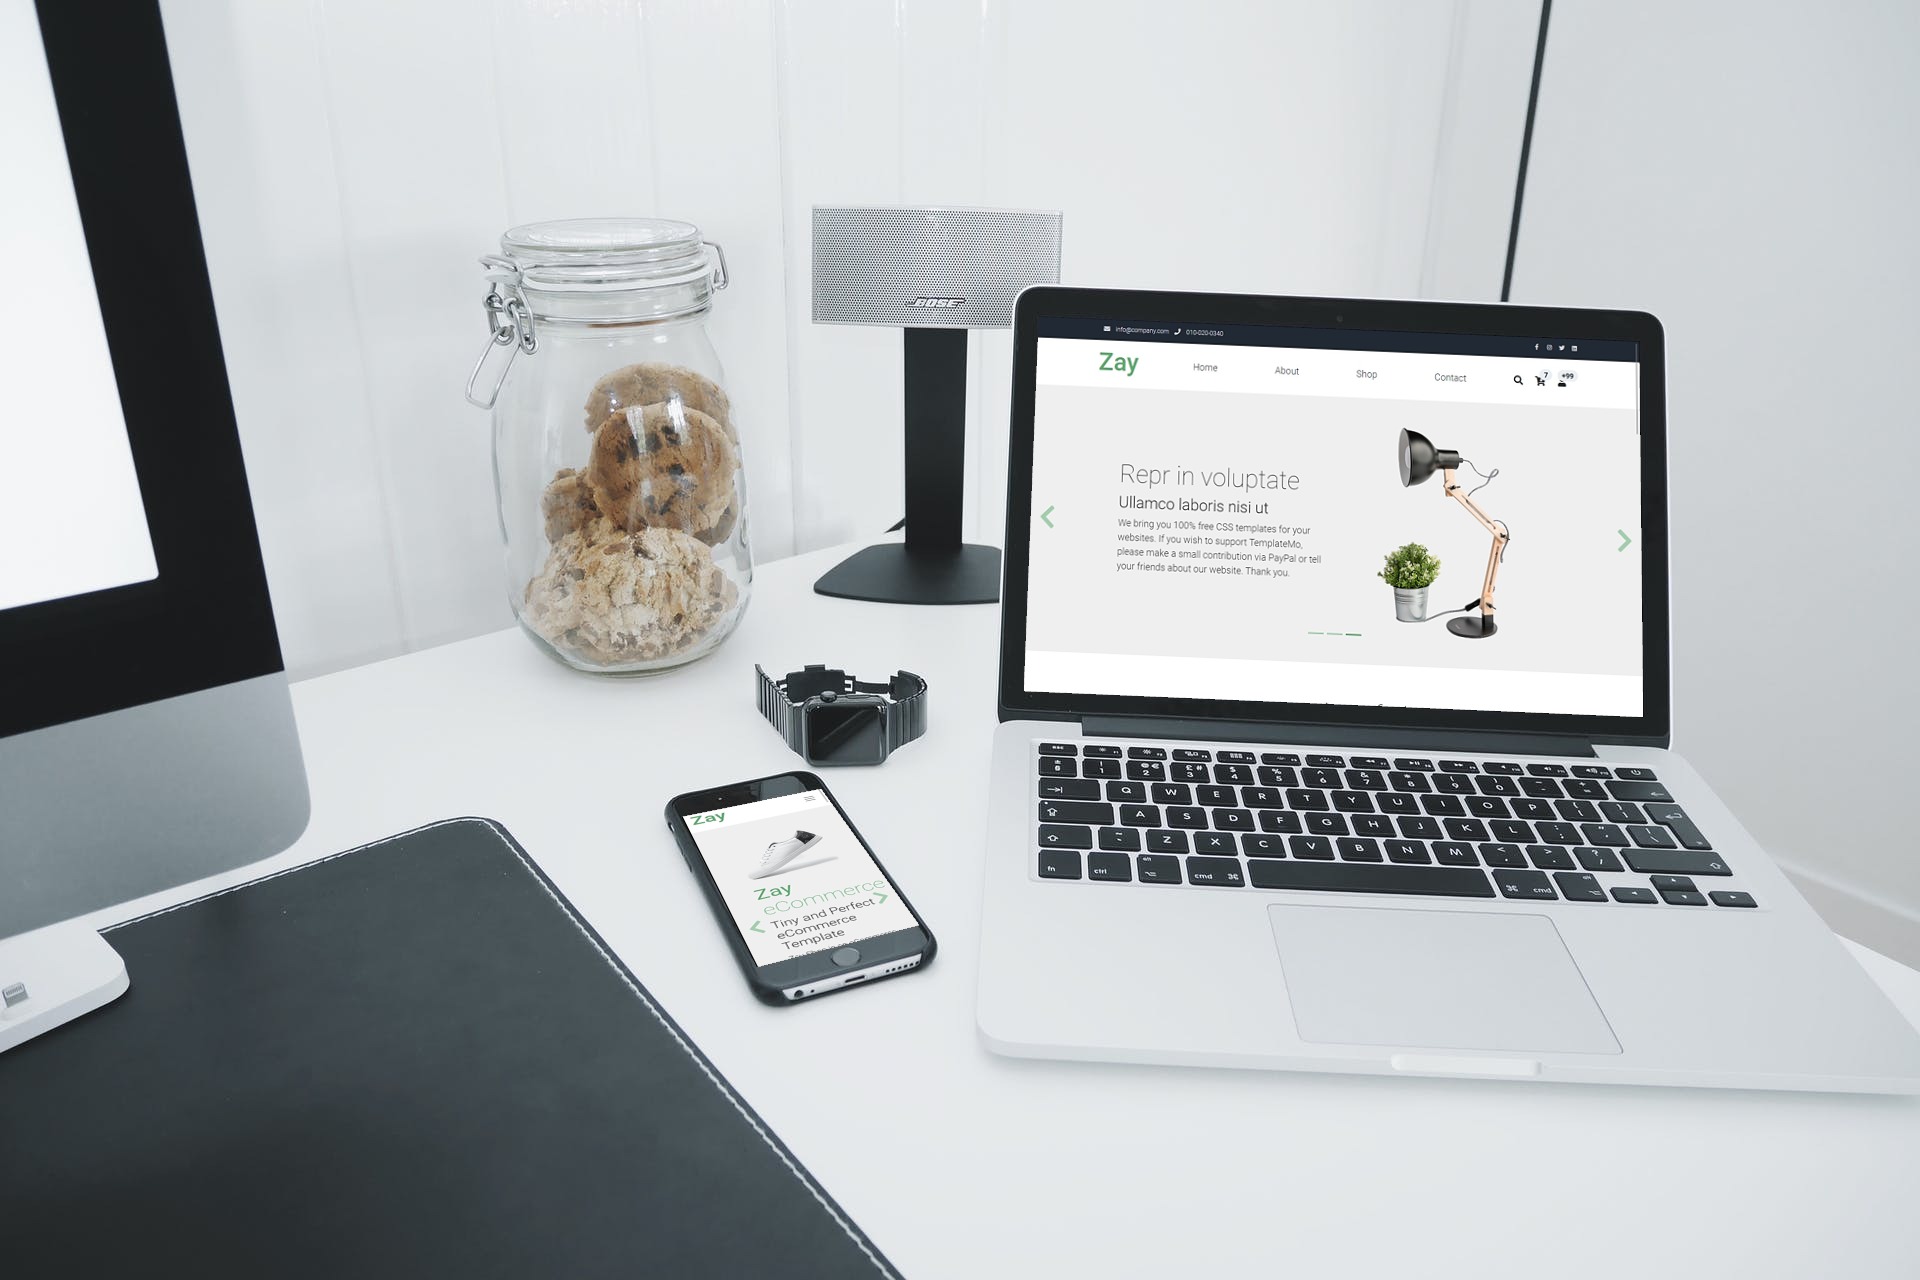 BOSE
info@company.com 010-020-0340
Zay
Home
About
Shop
Contact
7
+99
Repr in voluptate
Ullamco laboris nisi ut
We bring you 100% free CSS templates for your
websites. If you wish to support TemplateMo,
please make a small contribution via PayPal or tell
your friends about our website. Thank you.
Zay
Zay
eCommerce
Tiny and Perfect
eCommerce
Template
Q W E R T Y U I O P
A S D F G H J K L
Z X C V B N M
fn ctrl alt cmd cmd alt